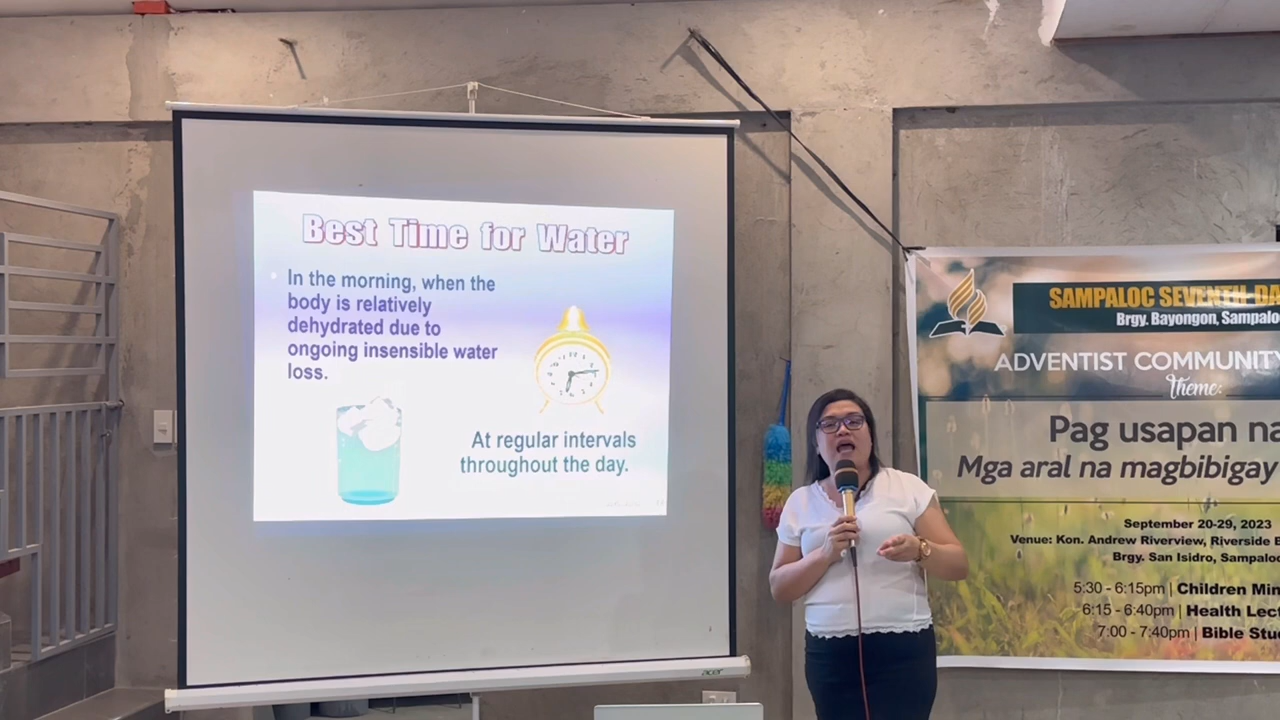 Best Time for Water
In the morning, when the
body is relatively
dehydrated due to
ongoing insensible water
loss.
At regular intervals
throughout the day.
acer
SAMPALOC SEVENTH-DA
Brgy. Bayongon, Sampalo
ADVENTIST COMMUNITY
Theme:
Pag usapan na
Mga aral na magbibigay
September 20-29, 2023
Venue: Kon. Andrew Riverview, Riverside
Brgy. San Isidro, Sampaloc
5:30 - 6:15pm | Children Min
6:15 - 6:40pm | Health Lect
7:00 - 7:40pm | Bible Stu